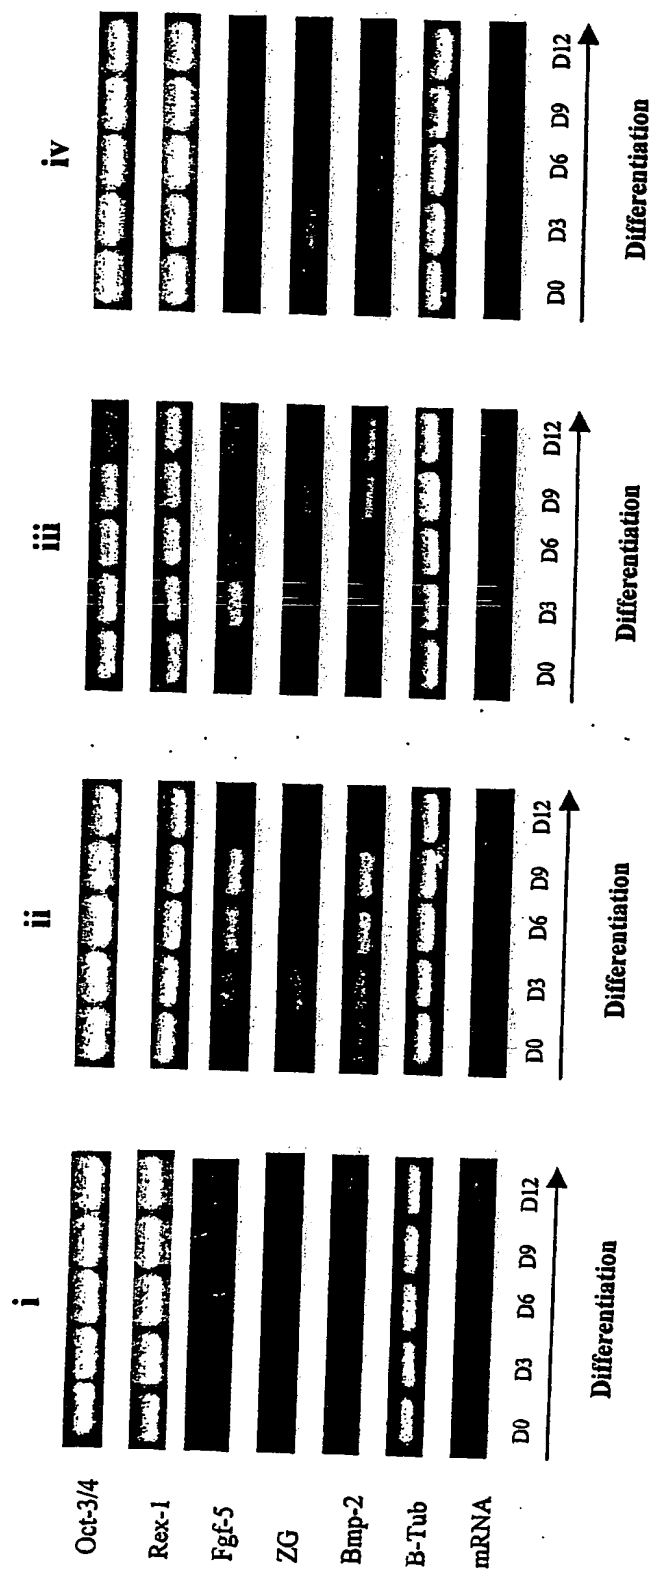 i ii iii iv
Oct-3/4
Rex-1
Fgf-5
ZG
Bmp-2
B-Tub
mRNA
D0 D3 D6 D9 D12 D0 D3 D6 D9 D12 D0 D3 D6 D9 D12 D0 D3 D6 D9 D12
Differentiation Differentiation Differentiation Differentiation